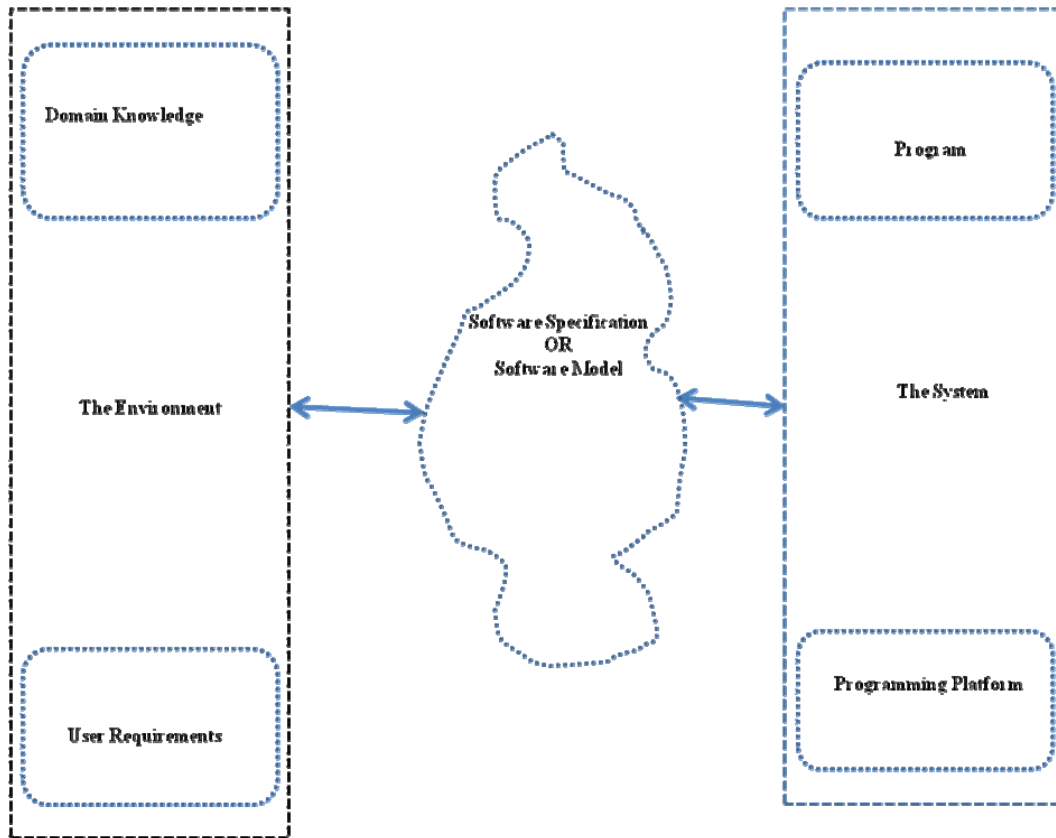 Domain Knowledge
The Environment
User Requirements
Software Specification
OR
Software Model
Program
The System
Programming Platform